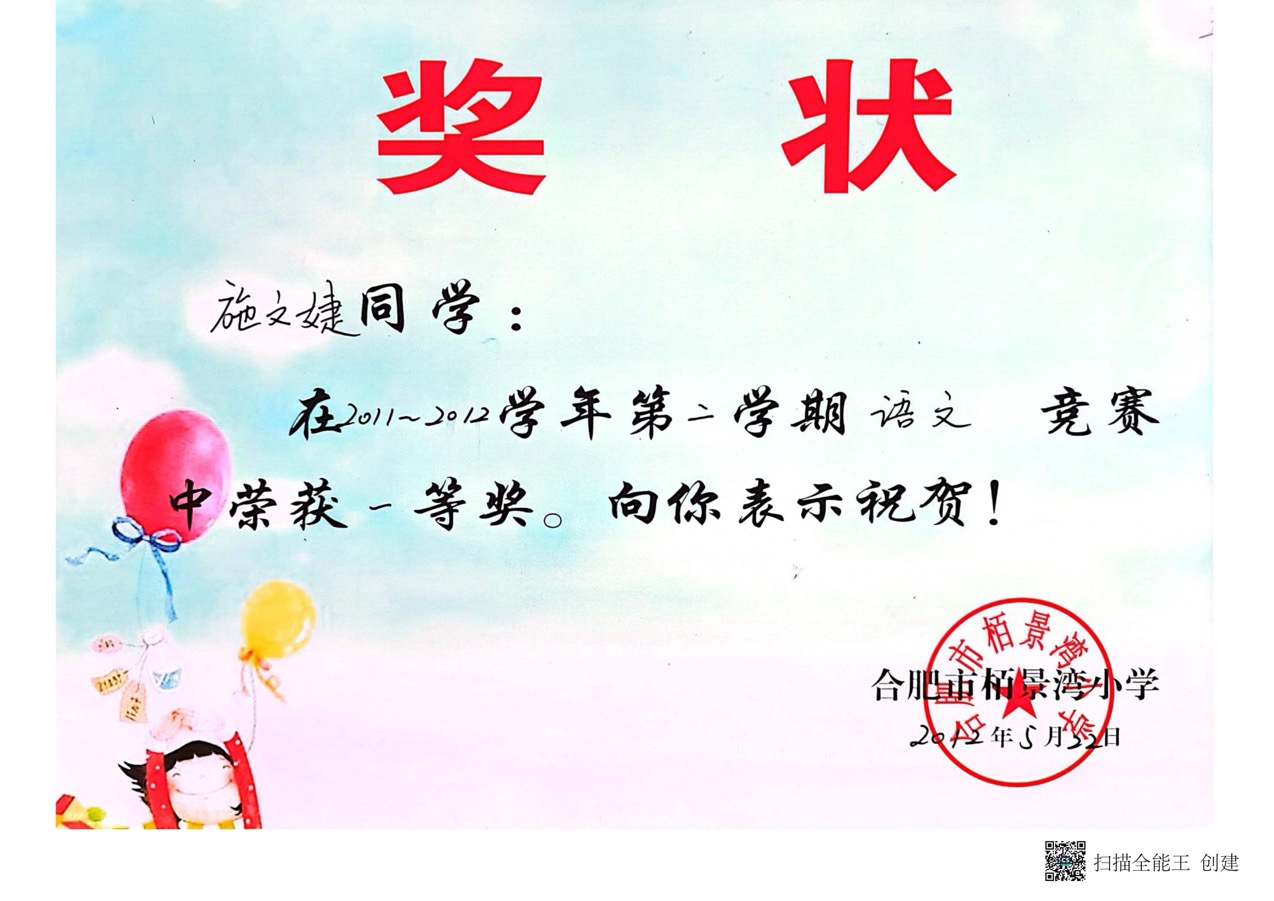 奖 状
施文婕同学：
在2011~2012学年第二学期语文 竞赛
中荣获一等奖。向你表示祝贺！
合肥市栢景湾小学
合肥市栢景湾小学
2012年5月22日
扫描全能王 创建